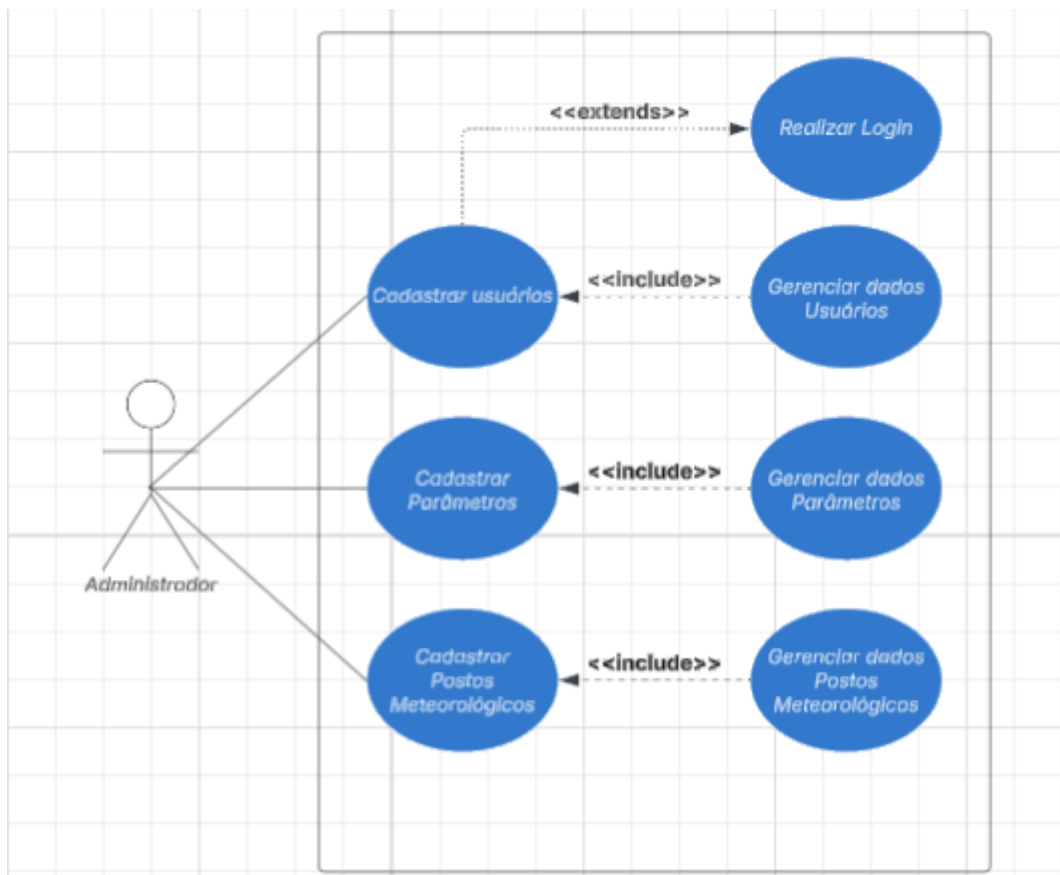 <<extends>>
Realizar Login
Cadastrar usuários
<<include>>
Gerenciar dados
Usuários
Cadastrar
Parâmetros
<<include>>
Gerenciar dados
Parâmetros
Administrador
Cadastrar
Postos
Meteorológicos
<<include>>
Gerenciar dados
Postos
Meteorológicos